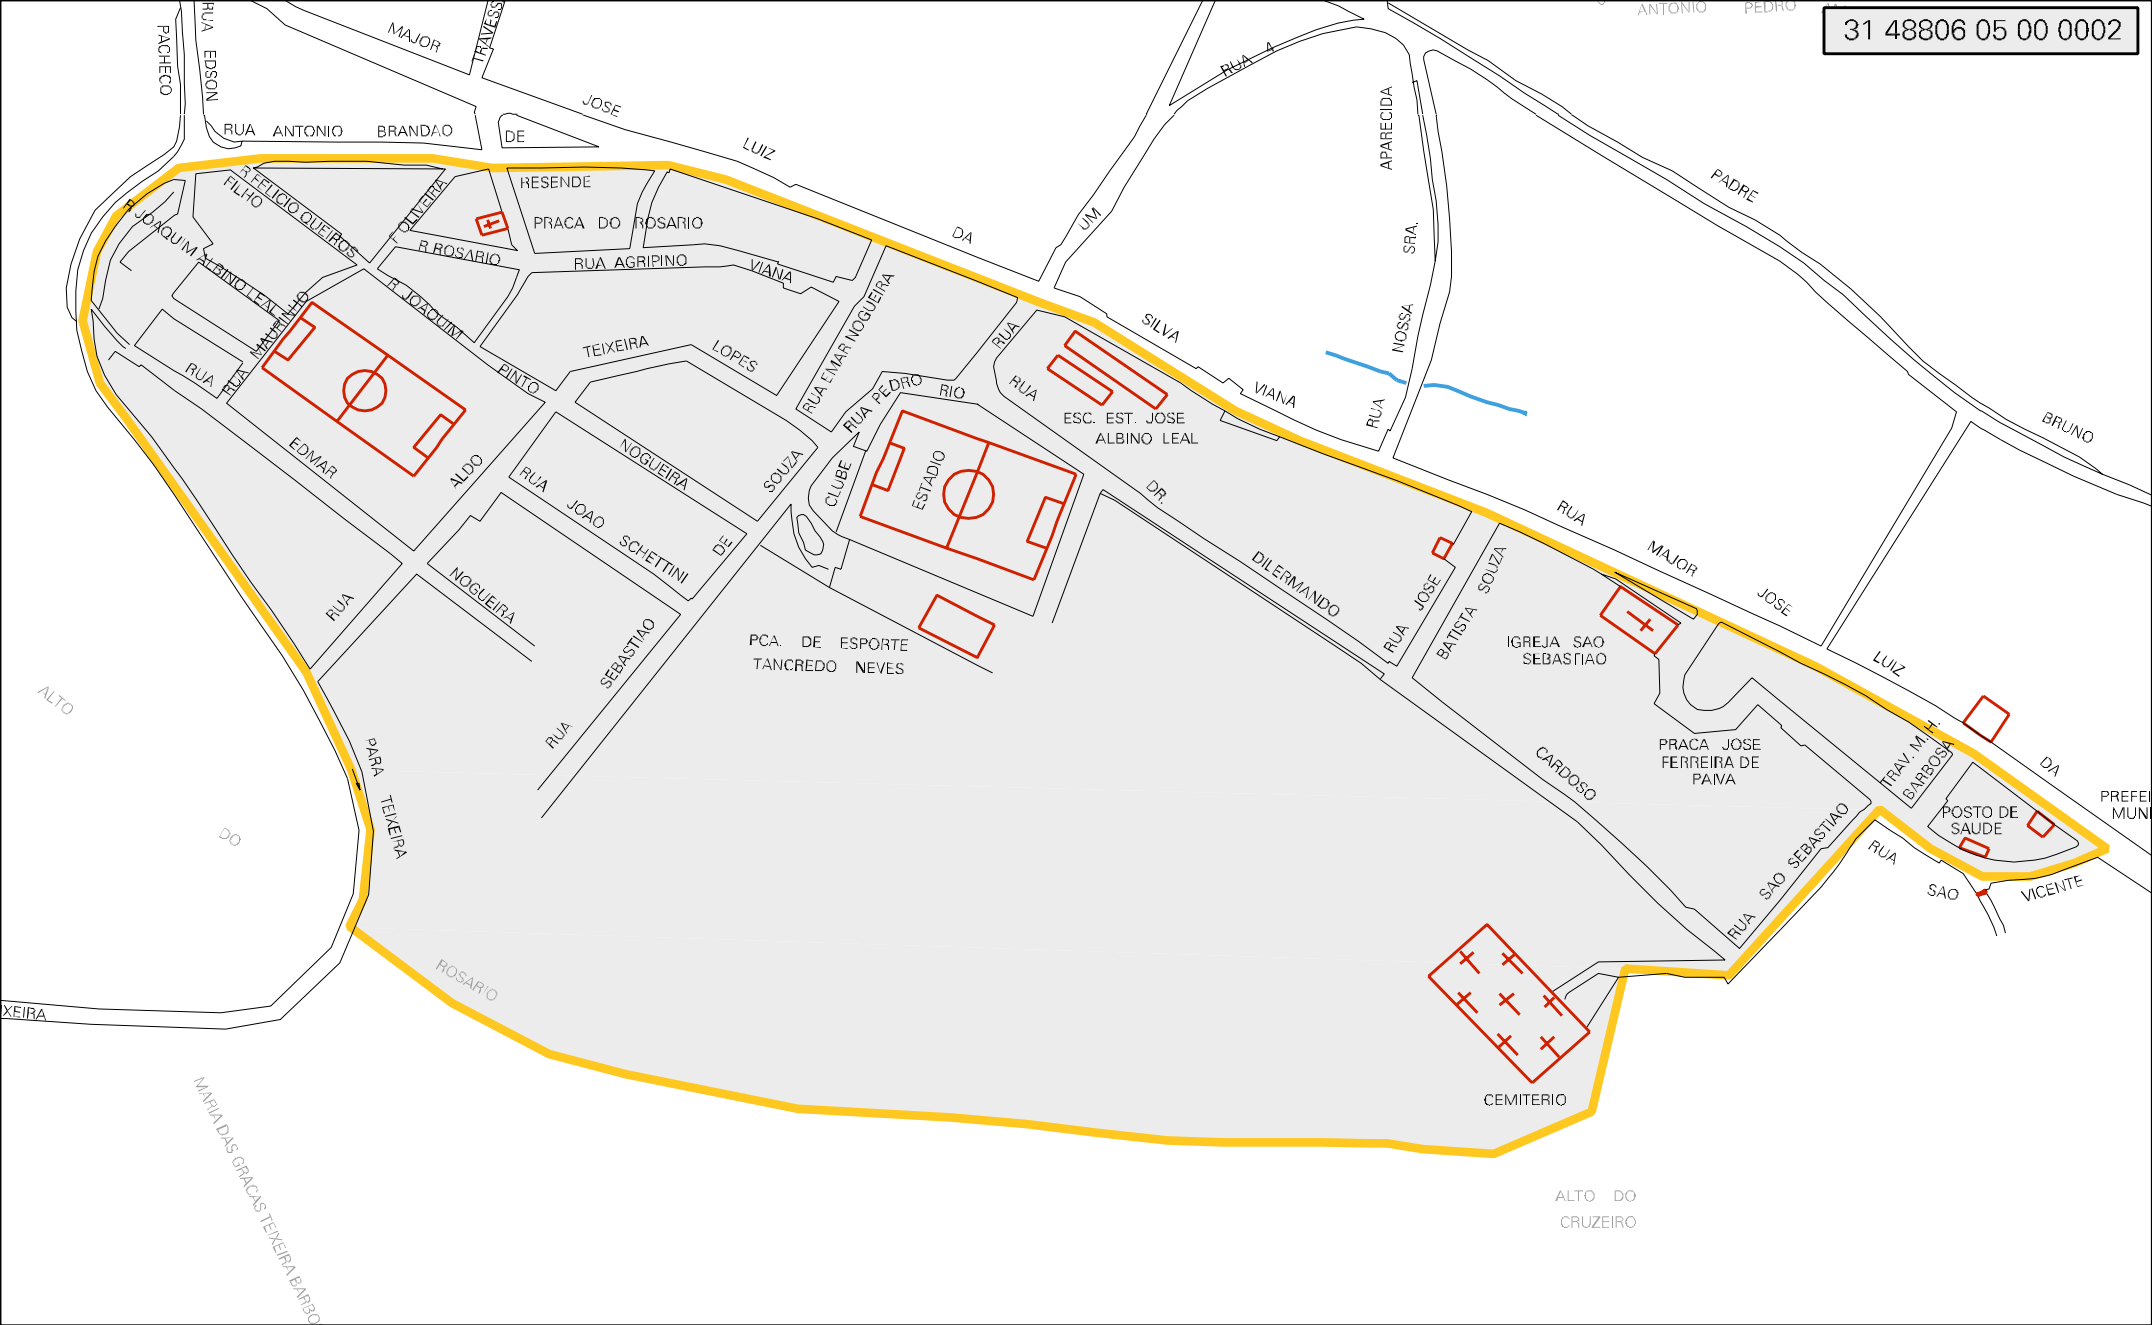 31 48806 05 00 0002
ANTONIO PEDRO
PACHECO
RUA EDSON
MAJOR
TRAVESS
JOSE
LUIZ
DA
SILVA
VIANA
RUA A
APARECIDA
SRA.
NOSSA
RUA
UM
PADRE
BRUNO
RUA ANTONIO BRANDAO
DE
RESENDE
PRACA DO ROSARIO
R FELICIO QUEIROS
FILHO
R JOAQUIM ALBINO LEAL
F OLIVEIRA
R ROSARIO
RUA AGRIPINO
VIANA
RUA EMAR NOGUEIRA
R JOAQUIM
PINTO
MAURINHO
RUA
RUA
EDMAR
NOGUEIRA
TEIXEIRA
LOPES
RUA PEDRO
RIO
RUA
RUA
DR.
DILERMANDO
CARDOSO
ESC. EST. JOSE
ALBINO LEAL
CLUBE
ESTADIO
NOGUEIRA
SOUZA
DE
SEBASTIAO
RUA
ALDO
RUA
RUA
JOAO
SCHETTINI
PCA. DE ESPORTE
TANCREDO NEVES
RUA
JOSE
BATISTA SOUZA
IGREJA SAO
SEBASTIAO
RUA
MAJOR
JOSE
LUIZ
DA
PRACA JOSE
FERREIRA DE
PAIVA
TRAV. M. H.
BARBOSA
POSTO DE
SAUDE
PREFEI
MUNI
RUA SAO SEBASTIAO
RUA
SAO
VICENTE
ALTO
DO
ROSARIO
PARA
TEIXEIRA
XEIRA
MARIA DAS GRACAS TEIXEIRA BARBO
CEMITERIO
ALTO DO
CRUZEIRO